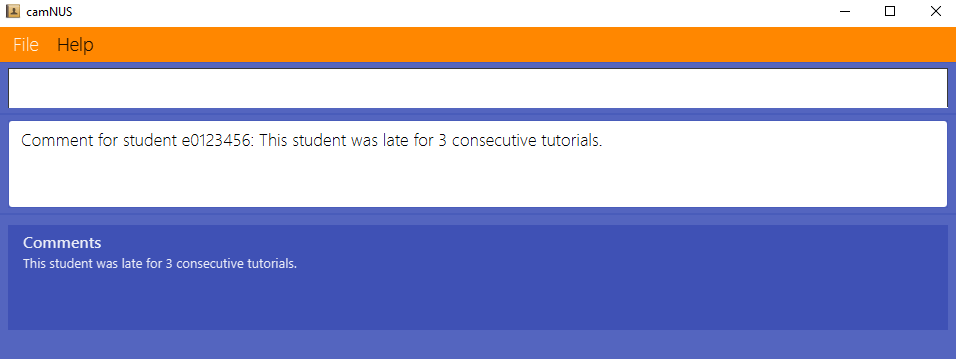 camNUS
File Help
Comment for student e0123456: This student was late for 3 consecutive tutorials.
Comments
This student was late for 3 consecutive tutorials.